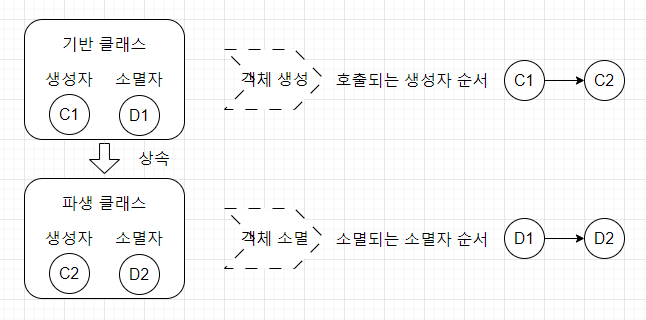 기반 클래스
생성자 소멸자
C1 D1
객체 생성 호출되는 생성자 순서 C1 C2
상속
파생 클래스
생성자 소멸자
C2 D2
객체 소멸 소멸되는 소멸자 순서 D1 D2